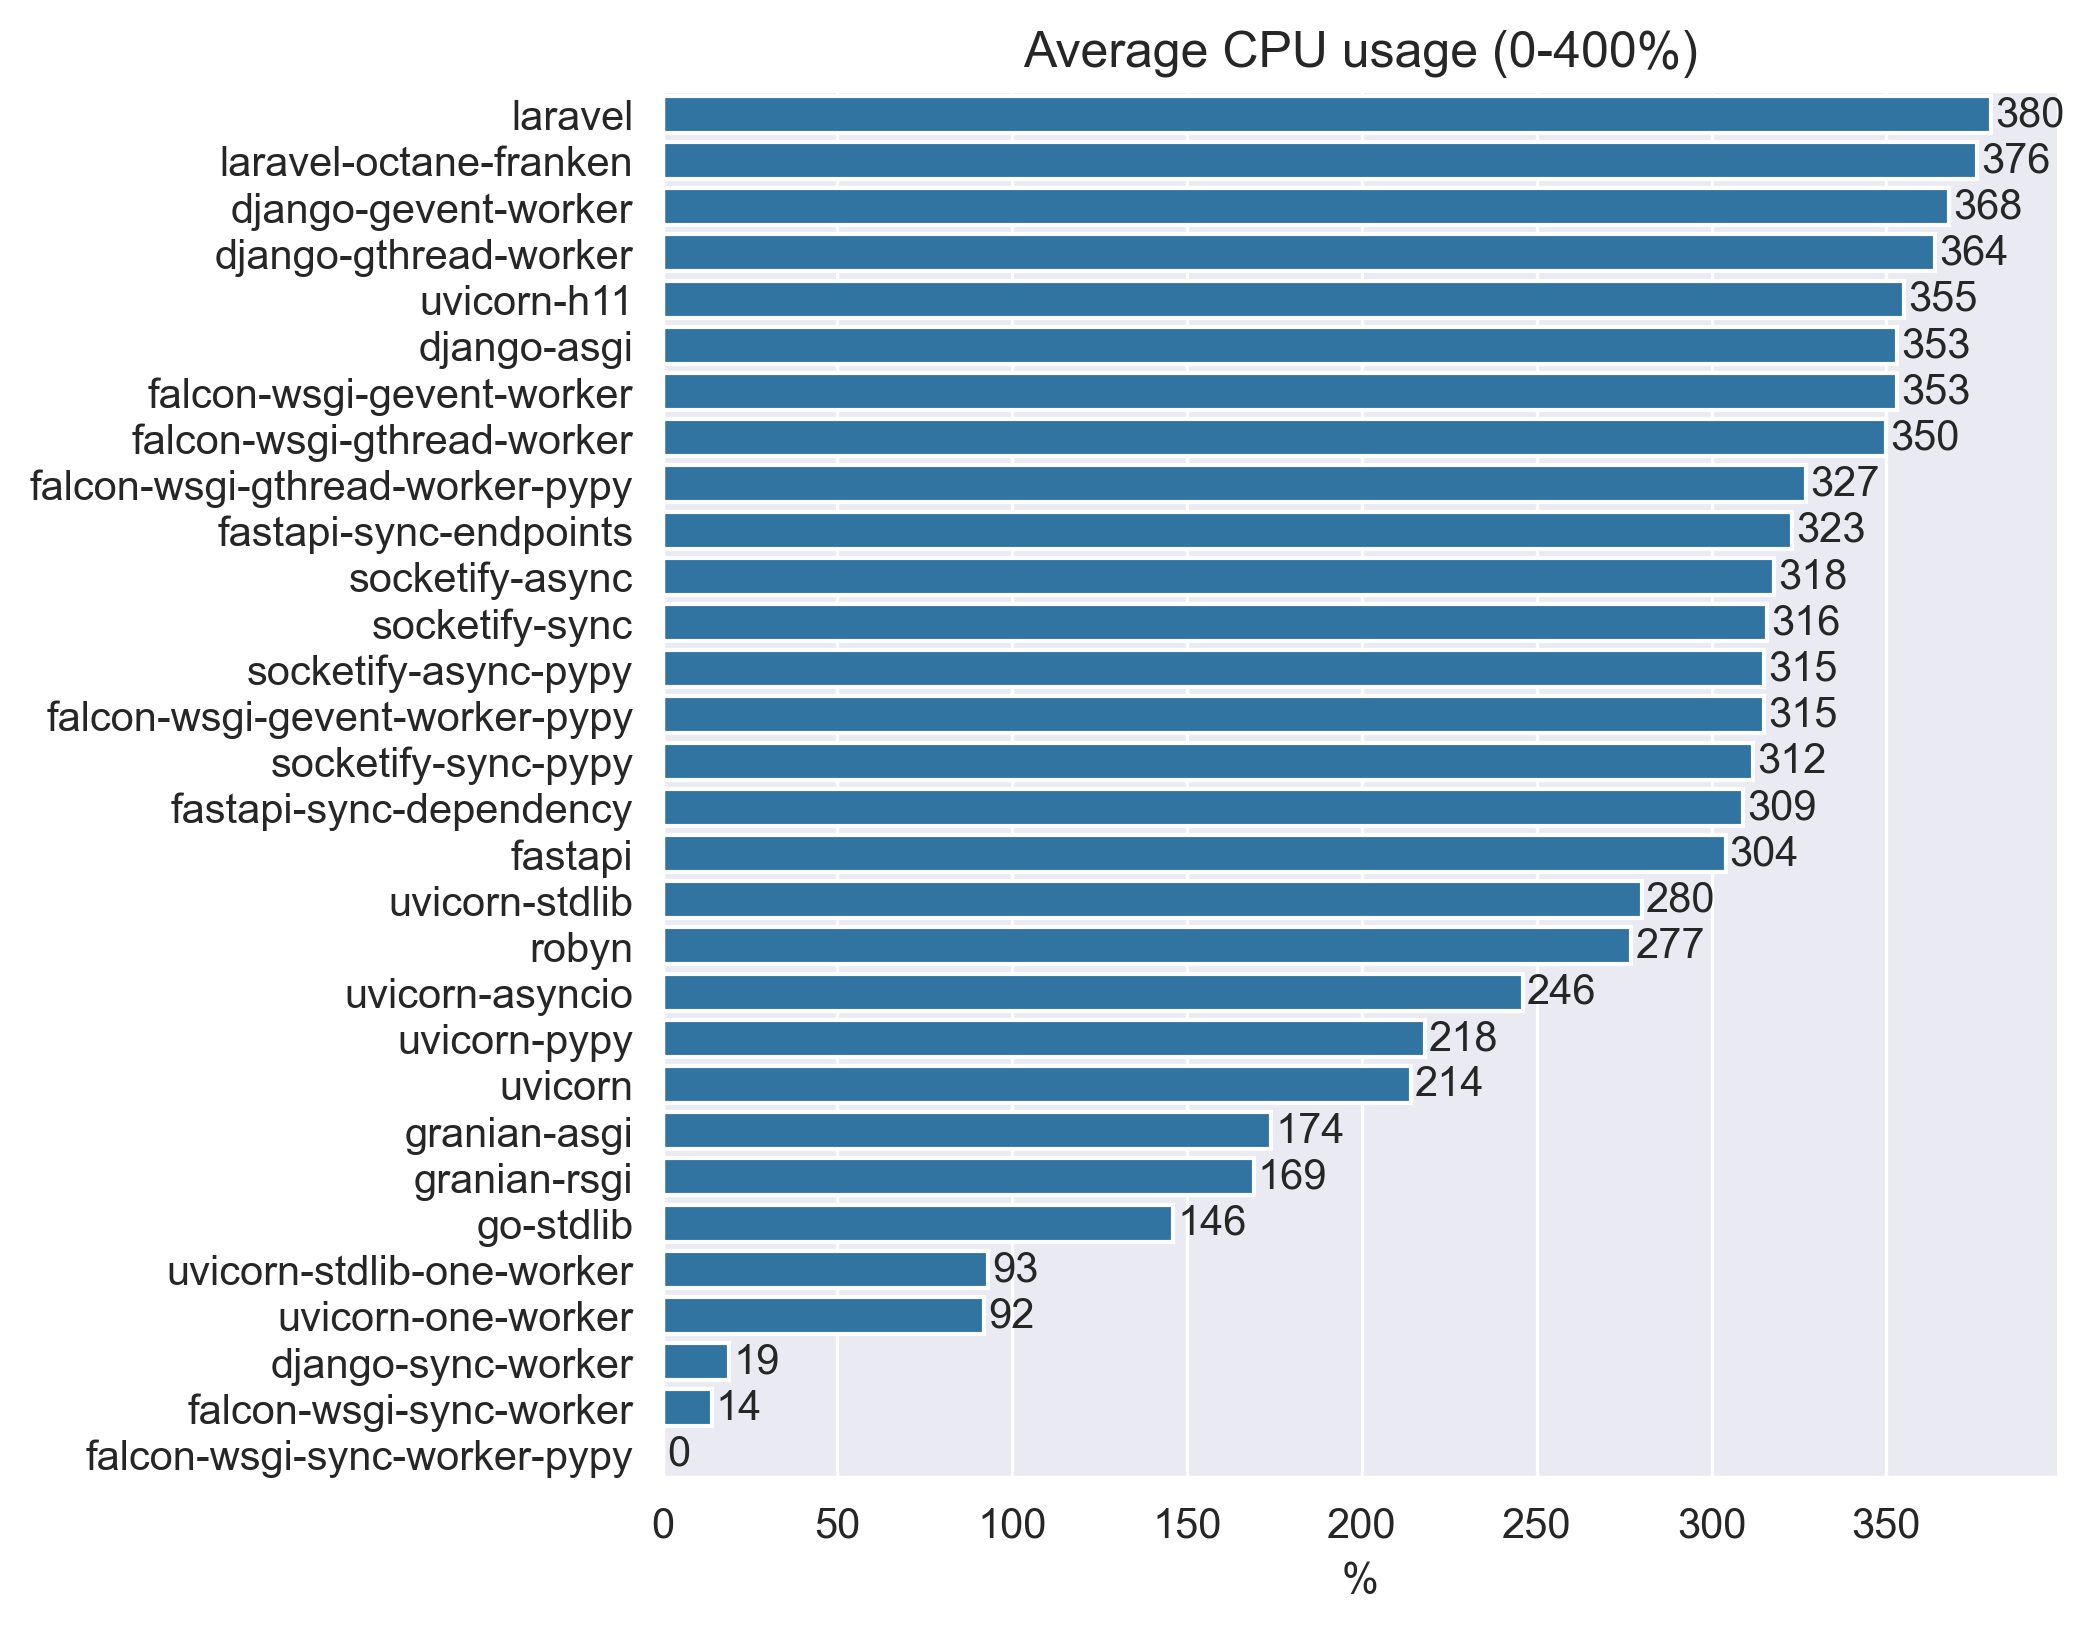 Average CPU usage (0-400%)
laravel 380
laravel-octane-franken 376
django-gevent-worker 368
django-gthread-worker 364
uvicorn-h11 355
django-asgi 353
falcon-wsgi-gevent-worker 353
falcon-wsgi-gthread-worker 350
falcon-wsgi-gthread-worker-pypy 327
fastapi-sync-endpoints 323
socketify-async 318
socketify-sync 316
socketify-async-pypy 315
falcon-wsgi-gevent-worker-pypy 315
socketify-sync-pypy 312
fastapi-sync-dependency 309
fastapi 304
uvicorn-stdlib 280
robyn 277
uvicorn-asyncio 246
uvicorn-pypy 218
uvicorn 214
granian-asgi 174
granian-rsgi 169
go-stdlib 146
uvicorn-stdlib-one-worker 93
uvicorn-one-worker 92
django-sync-worker 19
falcon-wsgi-sync-worker 14
falcon-wsgi-sync-worker-pypy 0
0 50 100 150 200 250 300 350
%